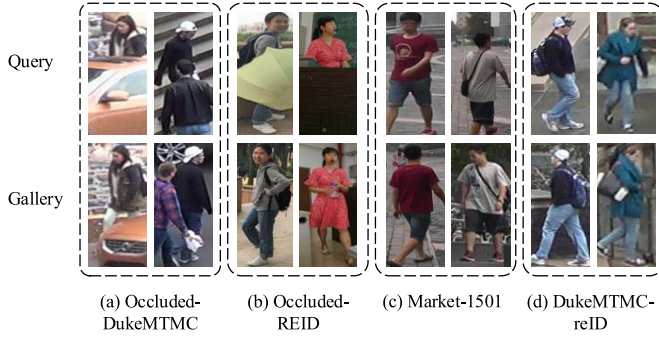 Query
Gallery
(a) Occluded-
DukeMTMC
(b) Occluded-
REID
(c) Market-1501
(d) DukeMTMC-
reID